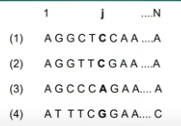 1 j ....N
(1) A G G C T C C A A ....A
(2) A G G T T C G A A ....A
(3) A G C C C A G A A.... A
(4) A T T T C G G A A.... C